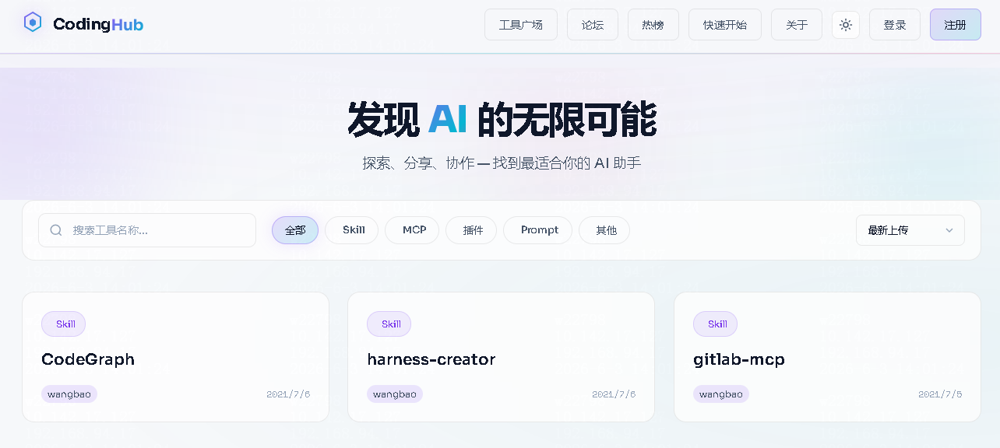 CodingHub 工具广场 论坛 热榜 快速开始 关于 登录 注册
发现 AI 的无限可能
探索、分享、协作 — 找到最适合你的 AI 助手
搜索工具名称... 全部 Skill MCP 插件 Prompt 其他 最新上传
Skill Skill Skill
CodeGraph harness-creator gitlab-mcp
wangbao 2021/7/6 wangbao 2021/7/6 wangbao 2021/7/5